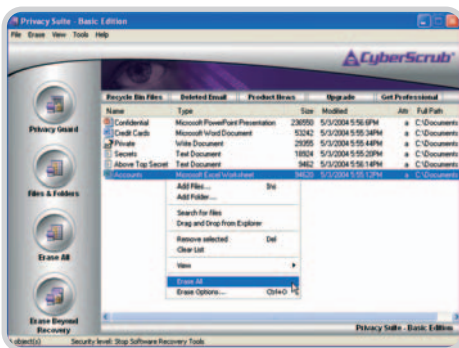 Privacy Suite - Basic Edition
File Erase View Tools Help
CyberScrub
Recycle Bin Files Deleted Email Product News Upgrade Get Professional
Name Type Size Modified Attr Full Path
Confidential Microsoft PowerPoint Presentation 236550 5/3/2004 5:56:6PM a C:\Documents
Credit Cards Microsoft Word Document 53242 5/3/2004 5:55:34PM a C:\Documents
Private Write Document 29355 5/3/2004 5:55:44PM a C:\Documents
Secrets Text Document 18924 5/3/2004 5:55:20PM a C:\Documents
Above Top Secret Text Document 9462 5/3/2004 5:56:14PM a C:\Documents
Accounts Microsoft Excel Worksheet 94620 5/3/2004 5:55:12PM a C:\Documents
Privacy Guard
Files & Folders
Erase All
Erase Beyond
Recovery
Add Files... Ins
Add Folder...
Search for files
Drag and Drop from Explorer
Remove selected Del
Clear List
View
Erase All
Erase Options... Ctrl+O
Privacy Suite - Basic Edition
object(s) Security level: Stop Software Recovery Tools